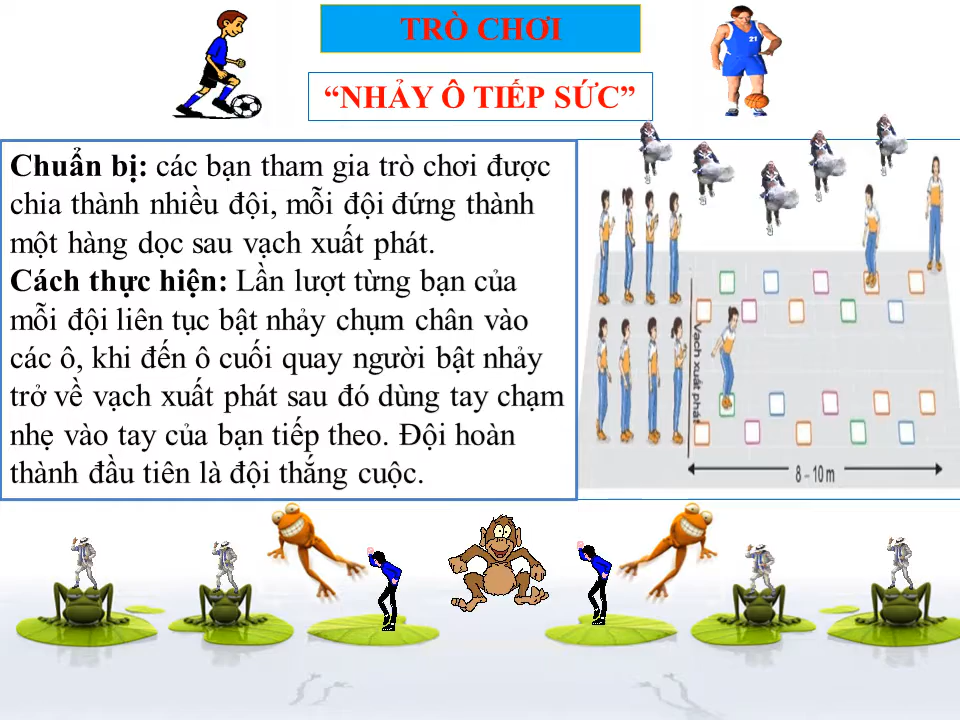 TRÒ CHƠI
“NHẢY Ô TIẾP SỨC”
Chuẩn bị: các bạn tham gia trò chơi được
chia thành nhiều đội, mỗi đội đứng thành
một hàng dọc sau vạch xuất phát.
Cách thực hiện: Lần lượt từng bạn của
mỗi đội liên tục bật nhảy chụm chân vào
các ô, khi đến ô cuối quay người bật nhảy
trở về vạch xuất phát sau đó dùng tay chạm
nhẹ vào tay của bạn tiếp theo. Đội hoàn
thành đầu tiên là đội thắng cuộc.
21
Vạch xuất phát
8 – 10 m